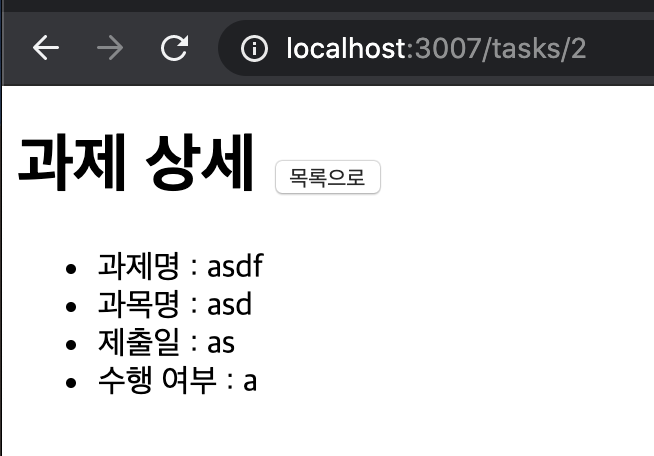 localhost:3007/tasks/2
과제 상세 목록으로
과제명 : asdf
과목명 : asd
제출일 : as
수행 여부 : a